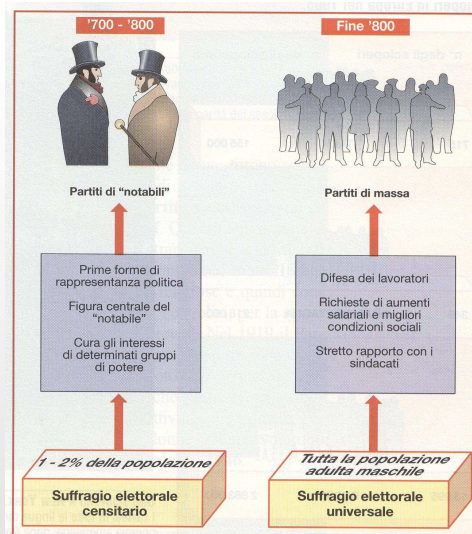 '700 - '800
Partiti di "notabili"
Prime forme di
rappresentanza politica
Figura centrale del
"notabile"
Cura gli interessi
di determinati gruppi
di potere
1 - 2% della popolazione
Suffragio elettorale
censitario
Fine '800
Partiti di massa
Difesa dei lavoratori
Richieste di aumenti
salariali e migliori
condizioni sociali
Stretto rapporto con i
sindacati
Tutta la popolazione
adulta maschile
Suffragio elettorale
universale